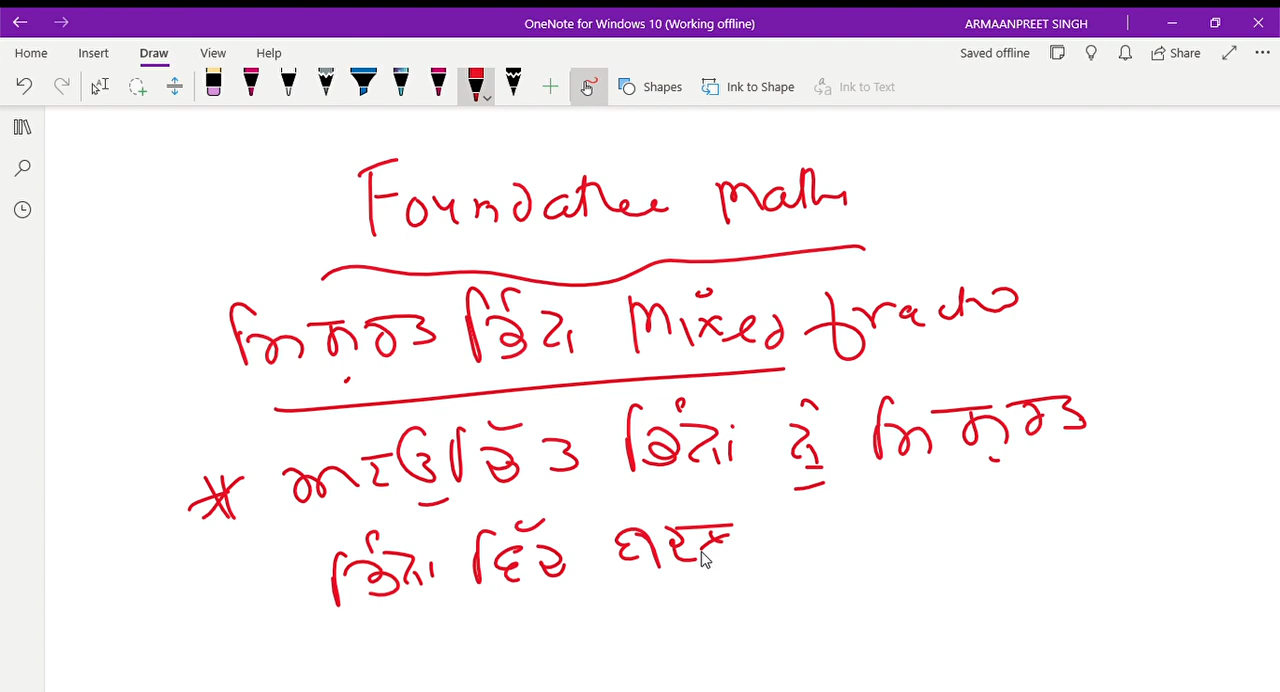 OneNote for Windows 10 (Working offline)
ARMAANPREET SINGH
Home Insert Draw View Help
Saved offline
Share
Shapes
Ink to Shape
Ink to Text
Foundation math
ਮਿਸ਼ਰਤ ਭਿੰਨ Mixed fraction
* ਅਣਉਚਿੱਤ ਭਿੰਨਾਂ ਨੂੰ ਮਿਸ਼ਰਤ
ਭਿੰਨਾਂ ਵਿੱਚ